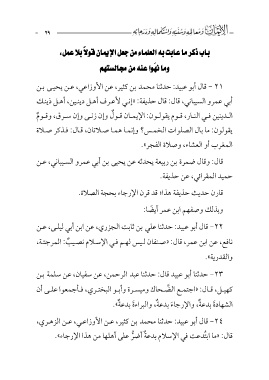 الإيمان ومعالمه وسننه واستكماله ودرجاته ٢٩
باب ذكر ما عابت به العلماء من جعل الإيمان قولاً بلا عمل،
وما نهوا عنه من مجالستهم
٢١ - قال أبو عبيد: حدثنا محمد بن كثير، عن الأوزاعي، عن يحيى بن
أبي عمرو السيباني، قال: قال حذيفة: «إني لأعرف أهل دينين، أهل ذينك
الدينين في النار، قوم يقولون: الإيمان قول وإن زنى وإن سرق، وقومٌ
يقولون: ما بال الصلوات الخمس؟ وإنما هما صلاتان، قال: فذكر صلاة
المغرب أو العشاء، وصلاة الفجر».
قال: وقال ضمرة بن ربيعة يحدثه عن يحيى بن أبي عمرو السيباني، عن
حميد المقرائي، عن حذيفة.
قارن حديث حذيفة هذا؛ قد قرن الإرجاء بحجة الصلاة.
وبذلك وصفهم ابن عمر أيضًا:
٢٢ - قال أبو عبيد: حدثنا علي بن ثابت الجزري، عن ابن أبي ليلى، عن
نافع، عن ابن عمر، قال: «صنفان ليس لهم في الإسلام نصيبٌ: المرجئة،
والقدرية».
٢٣ - حدثنا أبو عبيد قال: حدثنا عبد الرحمن، عن سفيان، عن سلمة بن
كهيل، قال: «اجتمع الضحاك وميسرة وأبو البختري، فأجمعوا على أن
الشهادةَ بدعةٌ، والإرجاءَ بدعةٌ، والبراءةَ بدعةٌ».
٢٤ - قال أبو عبيد: حدثنا محمد بن كثير، عن الأوزاعي، عن الزهري،
قال: «ما ابتُدعت في الإسلام بدعةٌ أضرُّ على أهلها من هذا الإرجاء».